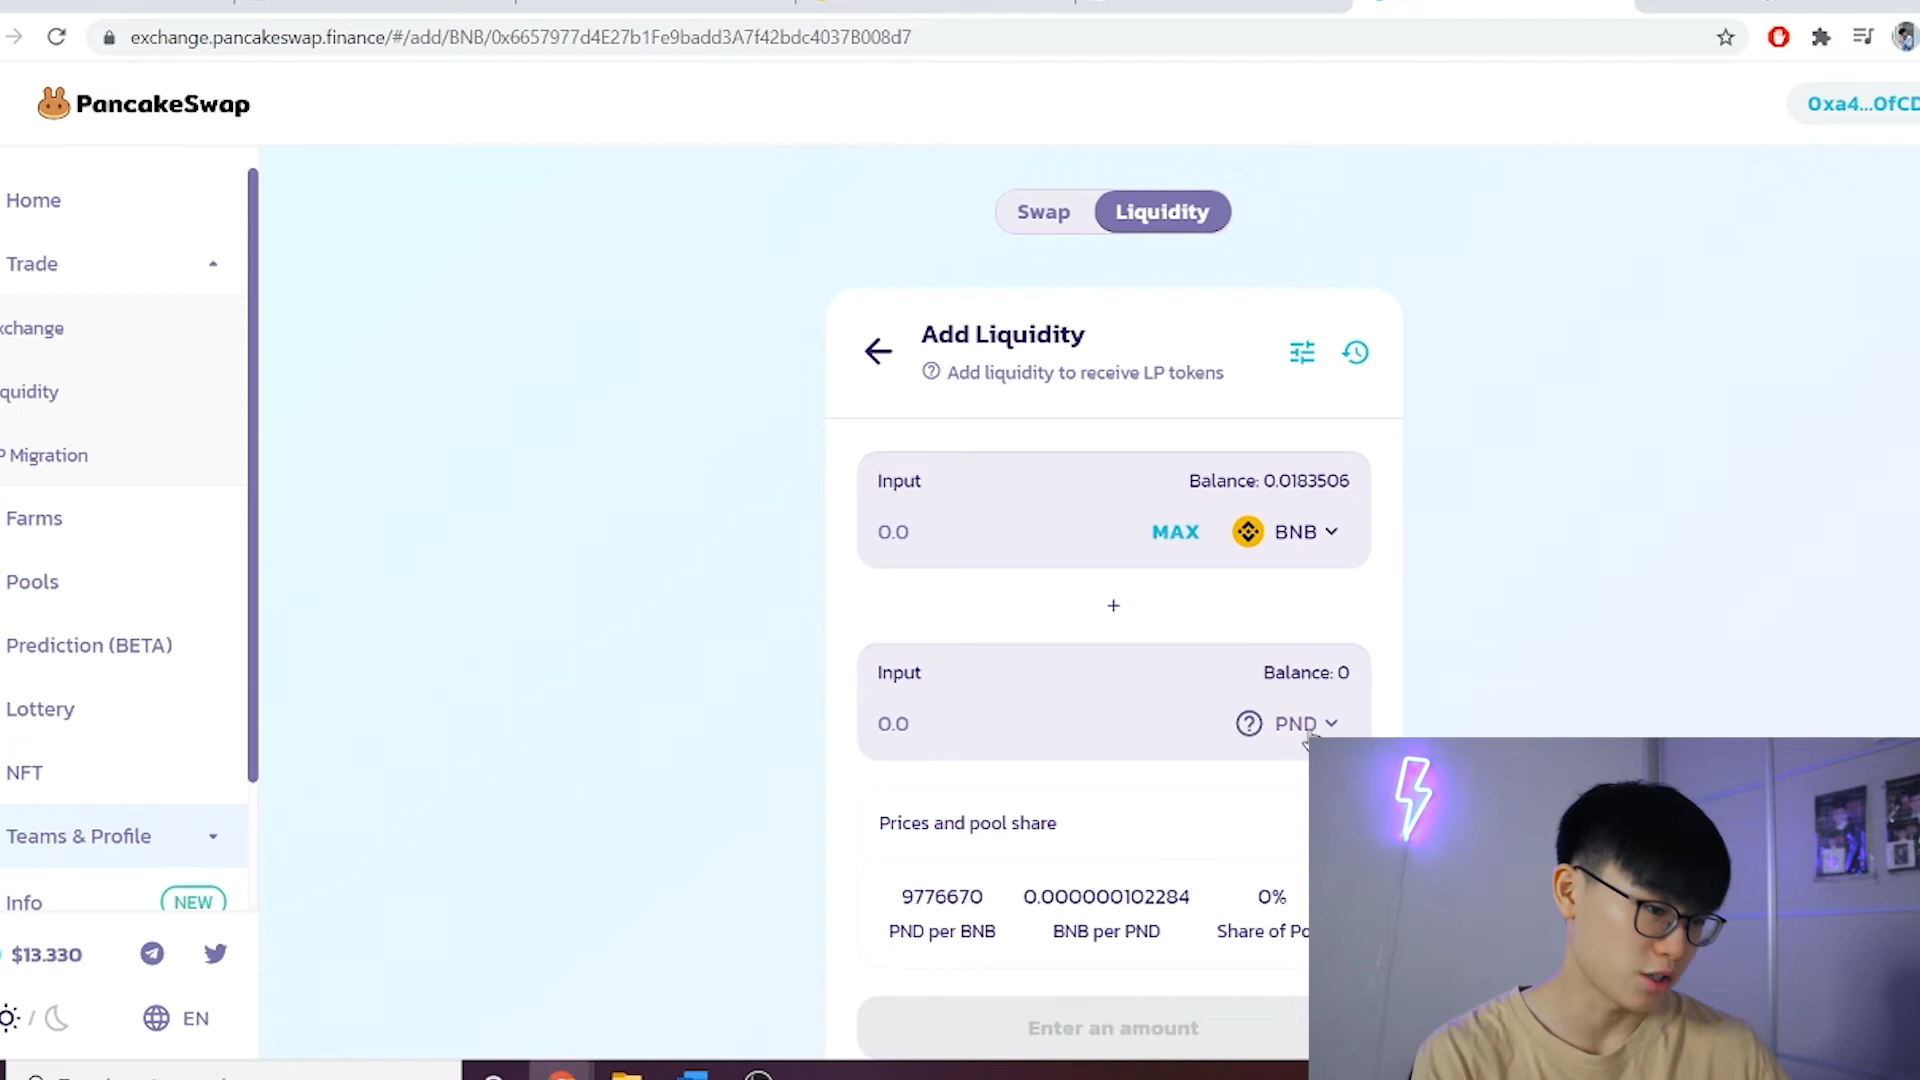 exchange.pancakeswap.finance/#/add/BNB/0x6657977d4E27b1Fe9badd3A7f42bdc4037B008d7
PancakeSwap
0xa4...0fCD
Home
Trade
xchange
quidity
P Migration
Farms
Pools
Prediction (BETA)
Lottery
NFT
Teams & Profile
Info NEW
$13.330
/
EN
Swap Liquidity
Add Liquidity
Add liquidity to receive LP tokens
Input Balance: 0.0183506
0.0 MAX BNB
+
Input Balance: 0
0.0 PND
Prices and pool share
9776670 0.000000102284 0%
PND per BNB BNB per PND Share of Po
Enter an amount